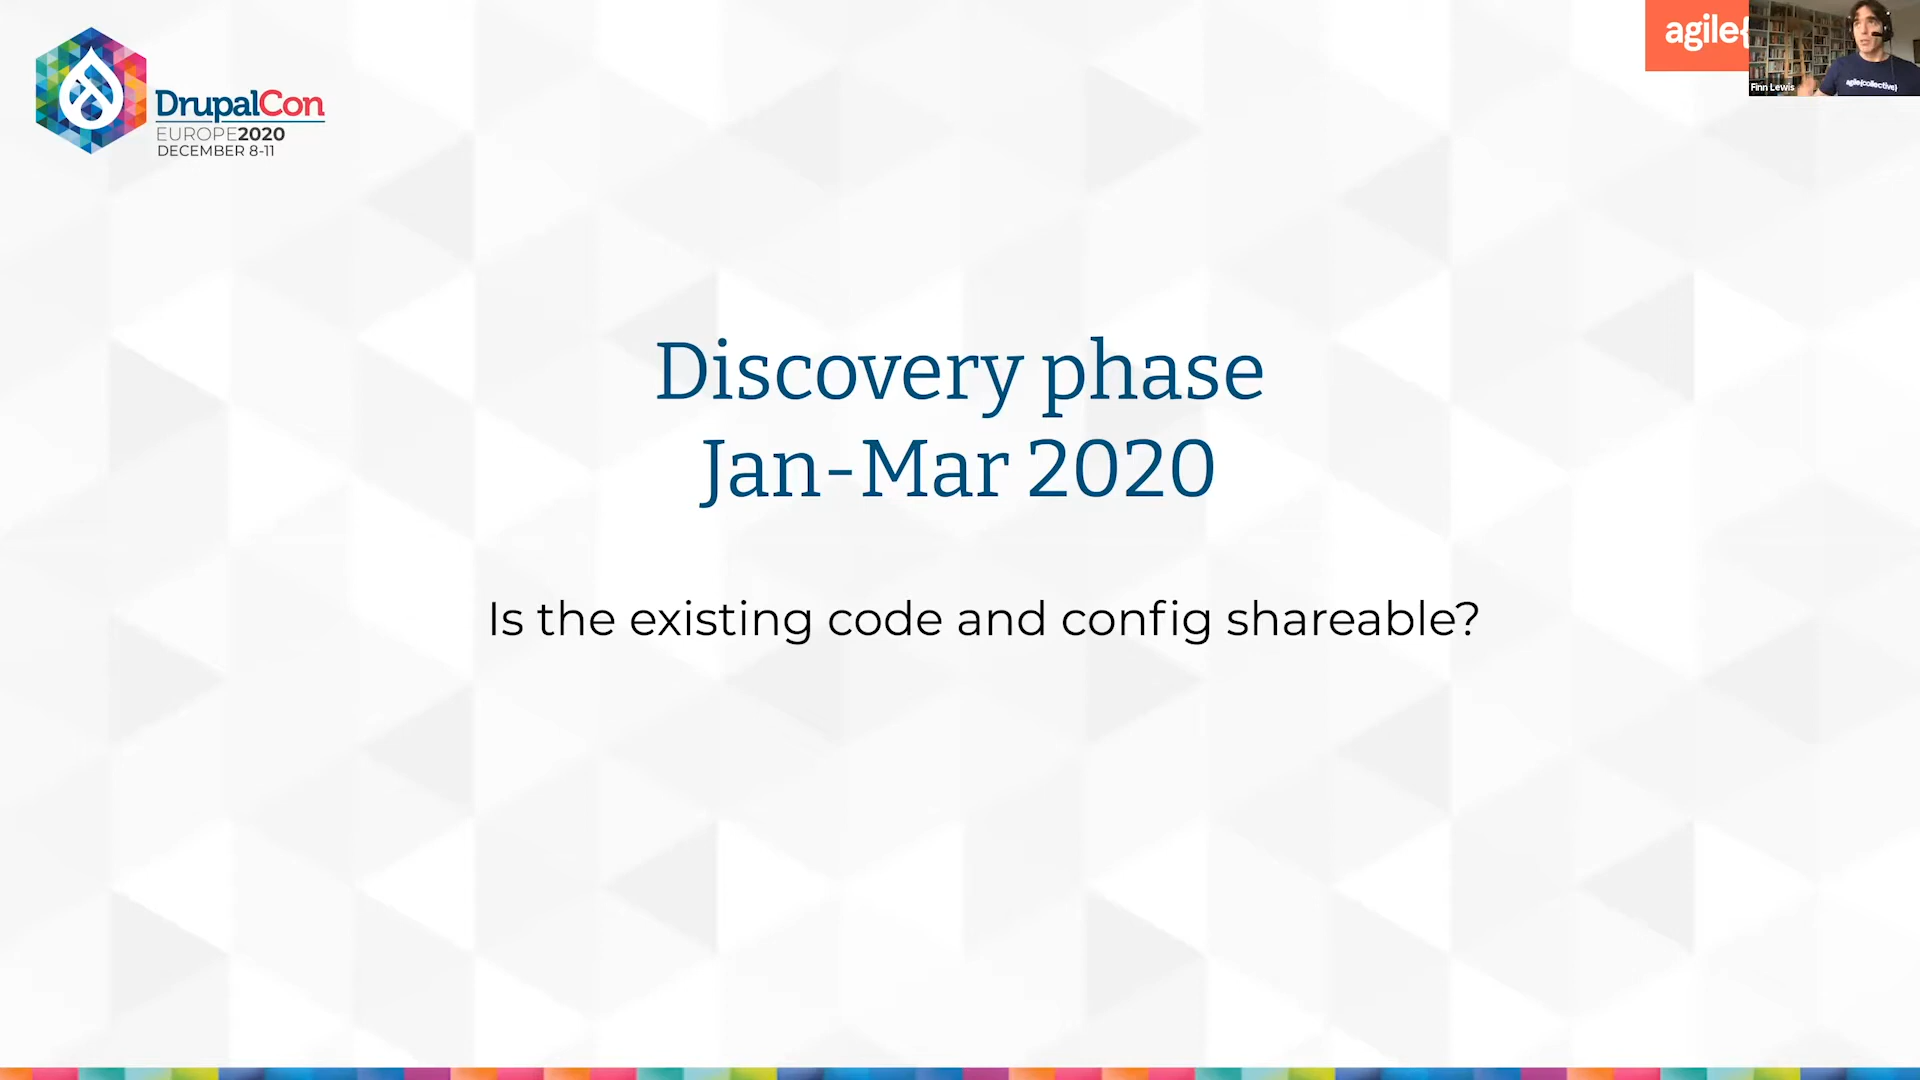 DrupalCon
EUROPE2020
DECEMBER 8-11
agile{
Finn Lewis
agile{collective}
Discovery phase
Jan-Mar 2020
Is the existing code and config shareable?